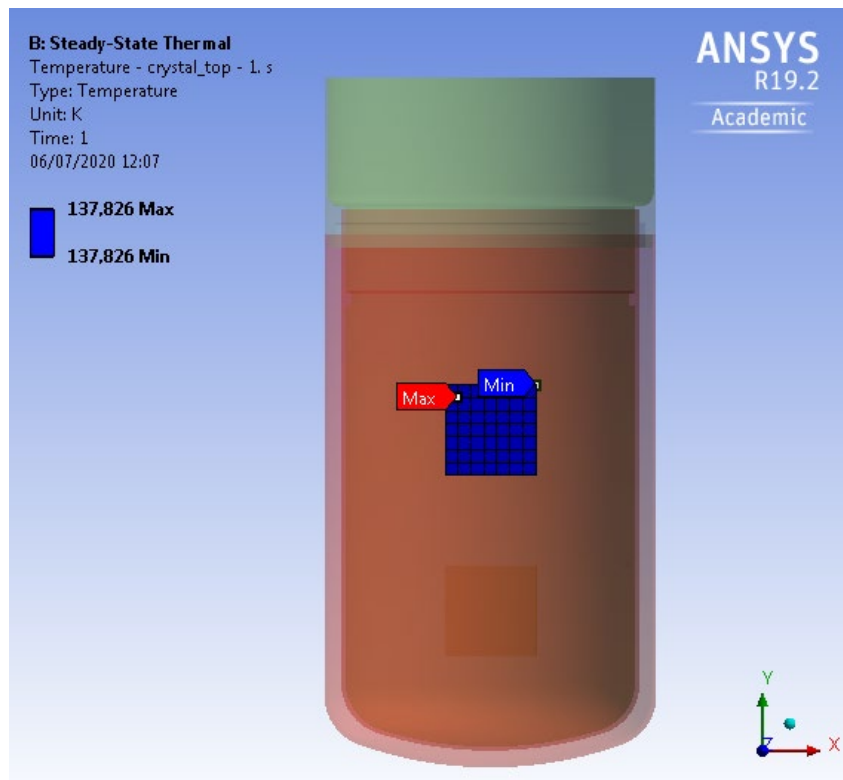 B: Steady-State Thermal
Temperature - crystal_top - 1. s
Type: Temperature
Unit: K
Time: 1
06/07/2020 12:07
137,826 Max
137,826 Min
ANSYS
R19.2
Academic
Min
Max
Y
Z
X